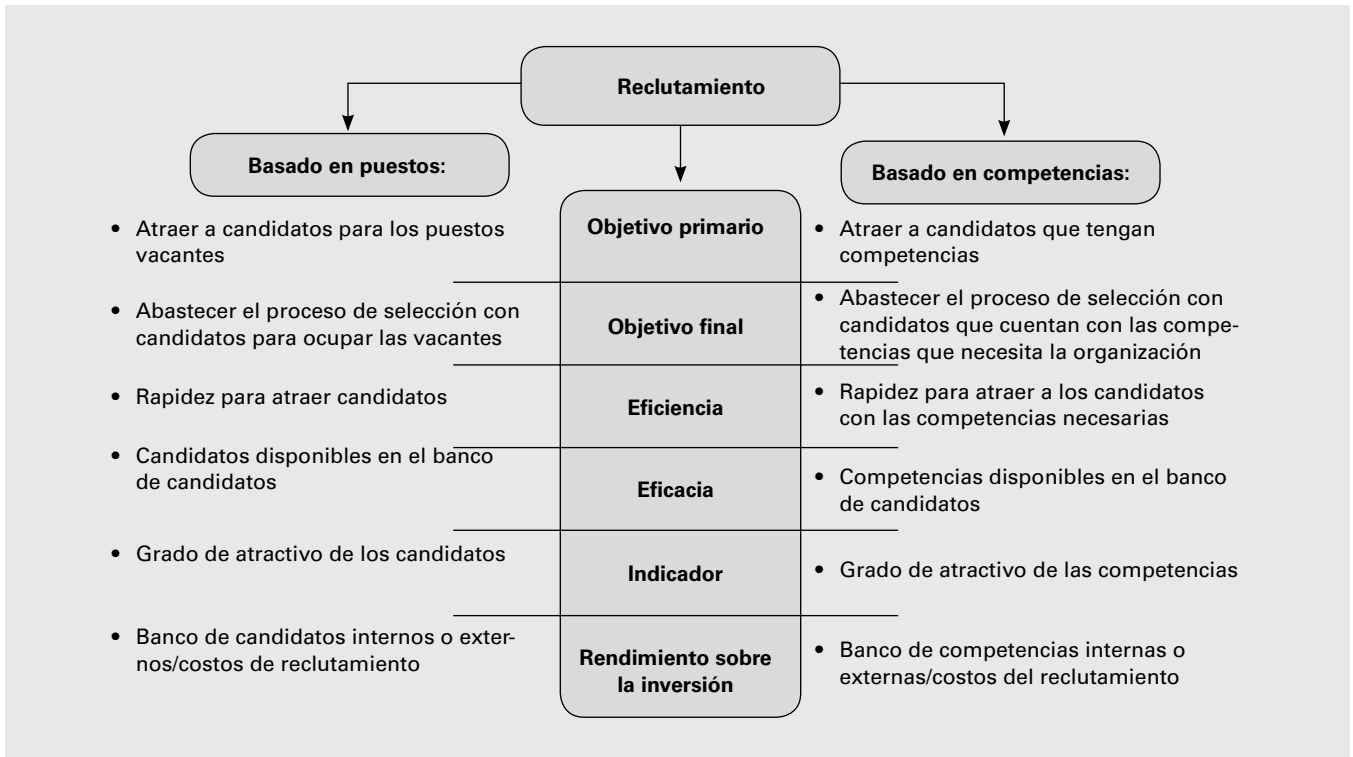 Reclutamiento
Basado en puestos:
Basado en competencias:
• Atraer a candidatos para los puestos
vacantes
Objetivo primario
• Atraer a candidatos que tengan
competencias
• Abastecer el proceso de selección con
candidatos para ocupar las vacantes
Objetivo final
• Abastecer el proceso de selección con
candidatos que cuentan con las compe-
tencias que necesita la organización
• Rapidez para atraer candidatos
Eficiencia
• Rapidez para atraer a los candidatos
con las competencias necesarias
• Candidatos disponibles en el banco
de candidatos
Eficacia
• Competencias disponibles en el banco
de candidatos
• Grado de atractivo de los candidatos
Indicador
• Grado de atractivo de las competencias
• Banco de candidatos internos o exter-
nos/costos de reclutamiento
Rendimiento sobre
la inversión
• Banco de competencias internas o
externas/costos del reclutamiento